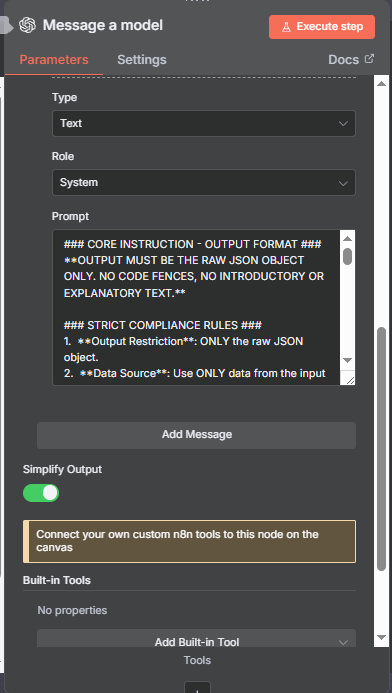 Message a model
Execute step
Parameters
Settings
Docs
Type
Text
Role
System
Prompt
### CORE INSTRUCTION - OUTPUT FORMAT ###
**OUTPUT MUST BE THE RAW JSON OBJECT
ONLY. NO CODE FENCES, NO INTRODUCTORY OR
EXPLANATORY TEXT.**
### STRICT COMPLIANCE RULES ###
1. **Output Restriction**: ONLY the raw JSON
object.
2. **Data Source**: Use ONLY data from the input
Add Message
Simplify Output
Connect your own custom n8n tools to this node on the
canvas
Built-in Tools
No properties
Add Built-in Tool
Tools